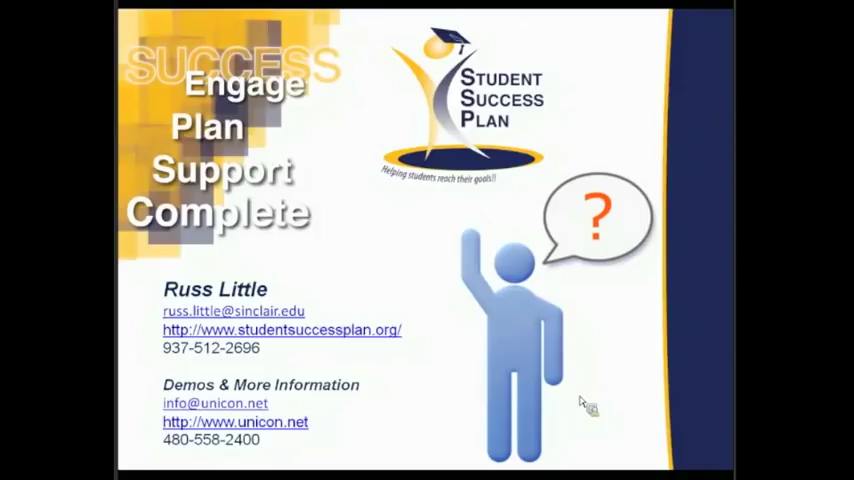 SUCCESS
Engage
Plan
Support
Complete
STUDENT
SUCCESS
PLAN
Helping students reach their goals!!
?
Russ Little
russ.little@sinclair.edu
http://www.studentsuccessplan.org/
937-512-2696
Demos & More Information
info@unicon.net
http://www.unicon.net
480-558-2400